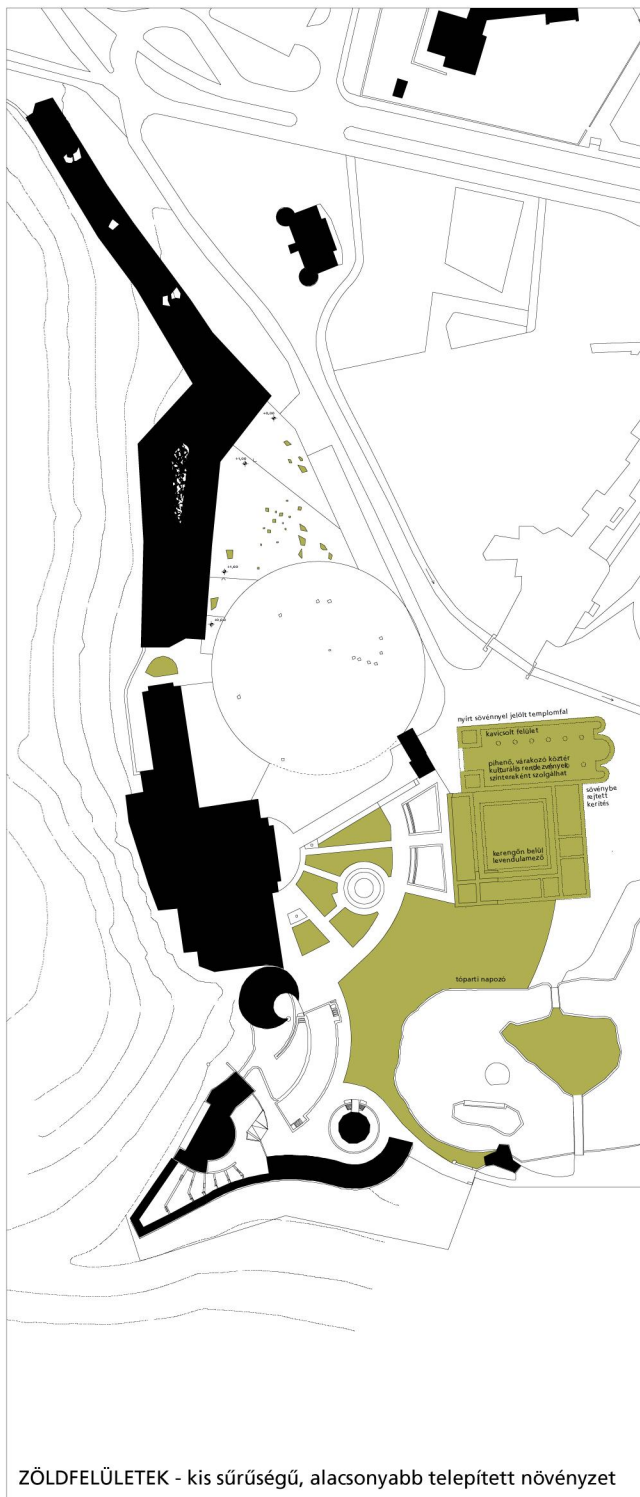 nyírt sövénnyel jelölt templomfal
kavicsolt felület
pihenő, várakozó köztér
kulturális rendezvények
színtereként szolgálhat
sövénybe
rejtett
kerítés
kerengőn belül
levendulamező
tóparti napozó
ZÖLDFELÜLETEK - kis sűrűségű, alacsonyabb telepített növényzet